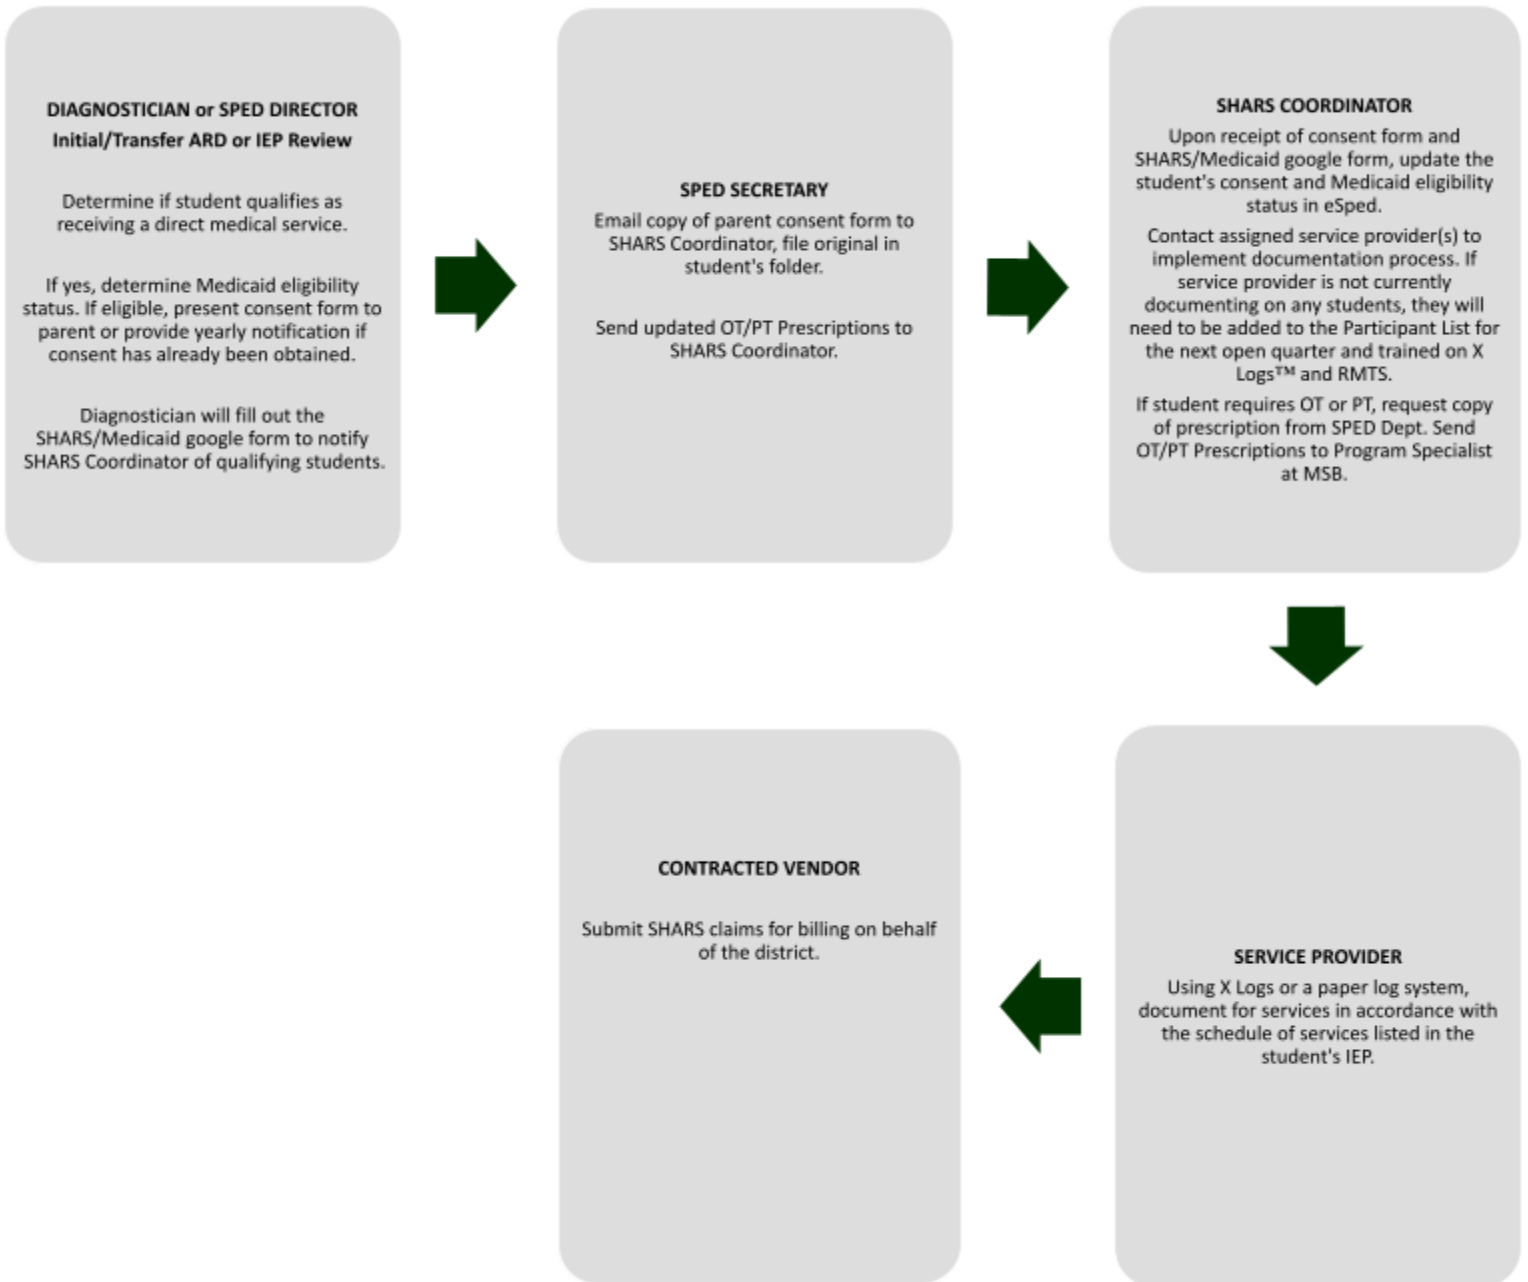 DIAGNOSTICIAN or SPED DIRECTOR
Initial/Transfer ARD or IEP Review
Determine if student qualifies as
receiving a direct medical service.
If yes, determine Medicaid eligibility
status. If eligible, present consent form to
parent or provide yearly notification if
consent has already been obtained.
Diagnostician will fill out the
SHARS/Medicaid google form to notify
SHARS Coordinator of qualifying students.
SPED SECRETARY
Email copy of parent consent form to
SHARS Coordinator, file original in
student's folder.
Send updated OT/PT Prescriptions to
SHARS Coordinator.
SHARS COORDINATOR
Upon receipt of consent form and
SHARS/Medicaid google form, update the
student's consent and Medicaid eligibility
status in eSped.
Contact assigned service provider(s) to
implement documentation process. If
service provider is not currently
documenting on any students, they will
need to be added to the Participant List for
the next open quarter and trained on X
Logs™ and RMTS.
If student requires OT or PT, request copy
of prescription from SPED Dept. Send
OT/PT Prescriptions to Program Specialist
at MSB.
SERVICE PROVIDER
Using X Logs or a paper log system,
document for services in accordance with
the schedule of services listed in the
student's IEP.
CONTRACTED VENDOR
Submit SHARS claims for billing on behalf
of the district.